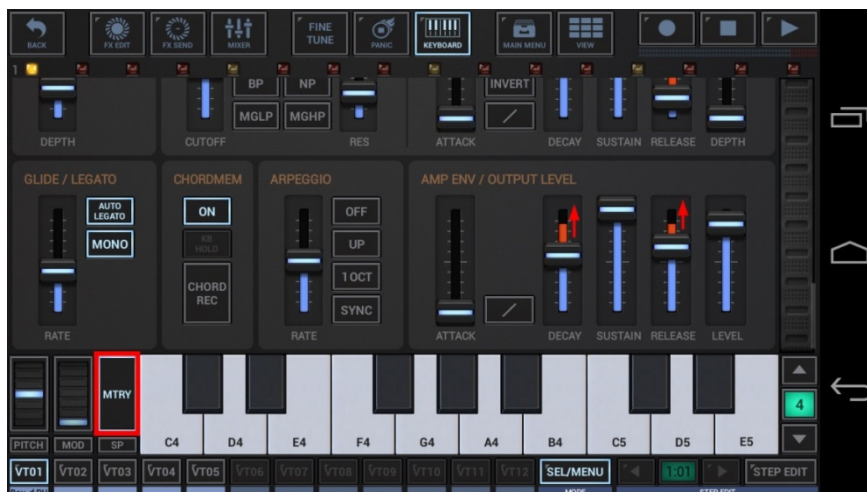 BACK
FX EDIT
FX SEND
MIXER
FINE TUNE
PANIC
KEYBOARD
MAIN MENU
VIEW
1
BP
NP
INVERT
MGLP
MGHP
DEPTH
CUTOFF
RES
ATTACK
DECAY
SUSTAIN
RELEASE
DEPTH
GLIDE / LEGATO
CHORDMEM
ARPEGGIO
AMP ENV / OUTPUT LEVEL
AUTO LEGATO
MONO
ON
KB HOLD
CHORD REC
OFF
UP
1 OCT
SYNC
RATE
RATE
ATTACK
DECAY
SUSTAIN
RELEASE
LEVEL
MTRY
4
PITCH
MOD
SP
C4
D4
E4
F4
G4
A4
B4
C5
D5
E5
VT01
VT02
VT03
VT04
VT05
VT06
VT07
VT08
VT09
VT10
VT11
VT12
SEL/MENU
1:01
STEP EDIT
MODE
STEP EDIT